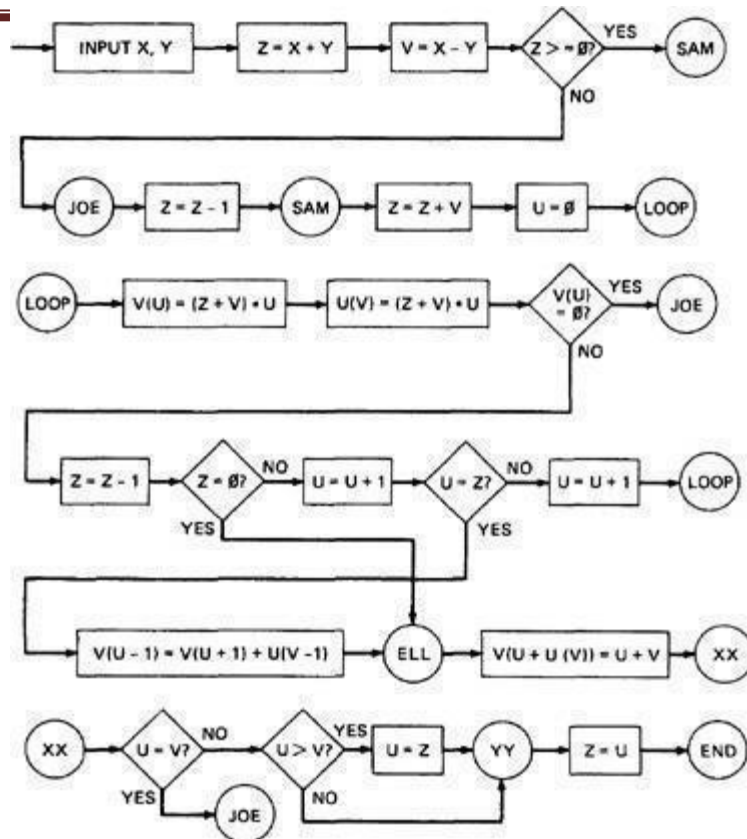 INPUT X, Y
Z = X + Y
V = X − Y
Z > = Ø?
YES
SAM
NO
JOE
Z = Z − 1
SAM
Z = Z + V
U = Ø
LOOP
LOOP
V(U) = (Z + V) * U
U(V) = (Z + V) * U
V(U)
= Ø?
YES
JOE
NO
Z = Z − 1
Z = Ø?
NO
YES
U = U + 1
U = Z?
NO
YES
U = U + 1
LOOP
V(U − 1) = V(U + 1) + U(V −1)
ELL
V(U + U (V)) = U + V
XX
XX
U = V?
NO
YES
JOE
U > V?
YES
NO
U = Z
YY
Z = U
END